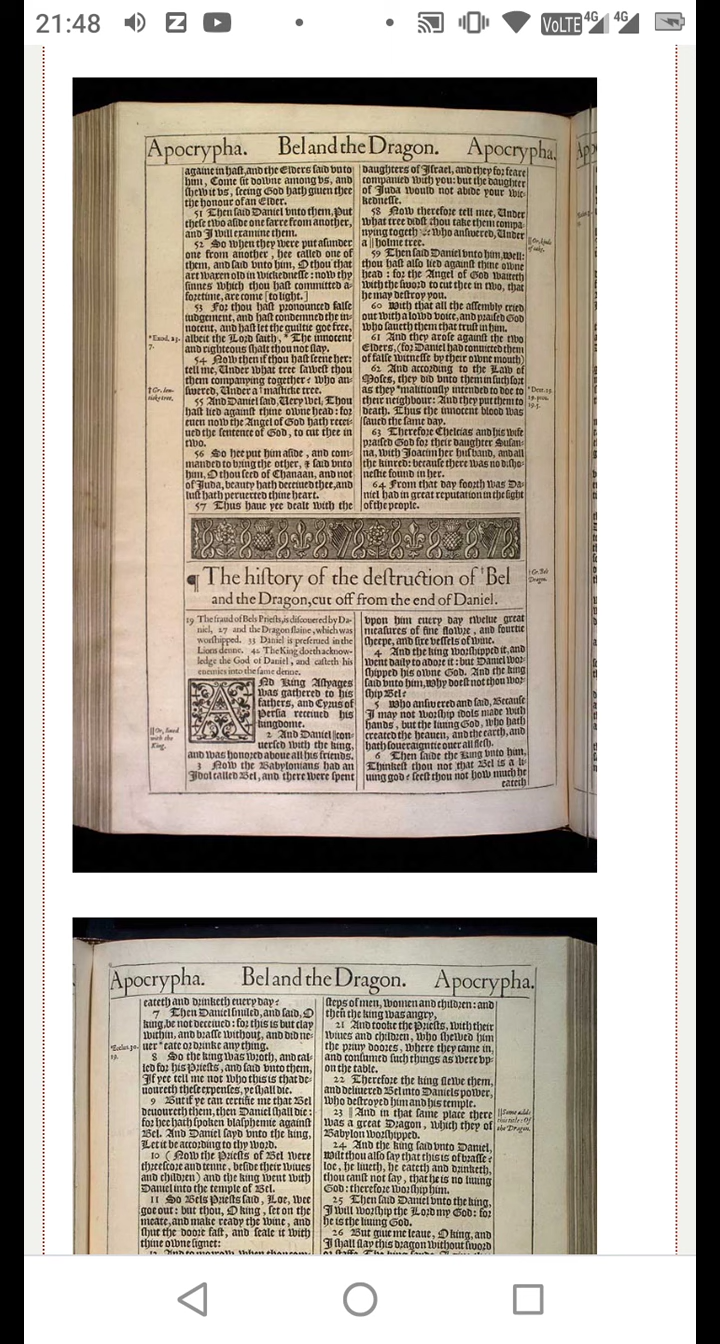 21:48
VoLTE 4G 4G
Apocrypha. Bel and the Dragon. Apocrypha.
againe in hast, and the Elders said vnto
him, Come sit downe among vs, and
shew it vs, seeing God hath giuen thee
the honour of an Elder.
51 Then said Daniel vnto them, Put
these two aside one farre from another,
and I will examine them.
52 So when they were put asunder
one from another, hee called one of
them, and said vnto him, O thou that
art waxen old in wickednesse: now thy
sinnes which thou hast committed a-
foretime, are come [to light.]
53 For thou hast pronounced false
iudgement, and hast condemned the in-
nocent, and hast let the guiltie goe free,
albeit the Lord saith, * The innocent
and righteous shalt thou not slay.
54 Now then if thou hast seene her:
tell me, Under what tree sawest thou
them companying together? who an-
swered, Under a † masticke tree.
55 And Daniel said, Uery wel; Thou
hast lied against thine owne head: for
euen now the Angel of God hath recei-
ued the sentence of God, to cut thee in
two.
56 So hee put him aside, and com-
manded to bring the other, & said vnto
him, O thou seed of Chanaan, and not
of Juda, beauty hath deceiued thee, and
lust hath peruerted thine heart.
57 Thus haue yee dealt with the
* Exod. 23.
7.
† Gr. len-
tiske tree.
daughters of Israel, and they for feare
companied with you: but the daughter
of Juda would not abide your wic-
kednesse.
58 Now therefore tell mee, Under
what tree didst thou take them compa-
nying together? who answered, Under
a || holme tree.
59 Then said Daniel vnto him, Well:
thou hast also lied against thine owne
head: for the Angel of God waiteth
with the sword to cut thee in two, that
he may destroy you.
60 With that all the assembly cried
out with a lowd voice, and praised God
who saueth them that trust in him.
61 And they arose against the two
Elders, (for Daniel had conuicted them
of false witnesse by their owne mouth)
62 And according to the Law of
Moses, they did vnto them in such sort
as they * malitiously intended to doe to
their neighbour: And they put them to
death. Thus the innocent blood was
saued the same day.
63 Therefore Chelcias and his wife
praised God for their daughter Susan-
na, with Joacim her husband, and all
the kinred: because there was no disho-
nestie found in her.
64 From that day foorth was Da-
niel had in great reputation in the sight
of the people.
|| Or, kinde
of oake.
* Deut. 19.
19. prou.
19.5.
¶ The history of the destruction of † Bel
and the Dragon, cut off from the end of Daniel.
† Gr. Bels
Dragon.
19 The fraud of Bels Priests, is discouered by Da-
niel, 27 and the Dragon slaine, which was
worshipped. 33 Daniel is preserued in the
Lions denne. 42 The King doeth acknow-
ledge the God of Daniel, and casteth his
enemies into the same denne.
AND King Astyages
was gathered to his
fathers, and Cyrus of
Persia receiued his
kingdome.
2 And Daniel || con-
uersed with the king,
and was honored aboue all his friends.
3 Now the Babylonians had an
Idol called Bel, and there were spent
|| Or, liued
with the
King.
vpon him euery day twelue great
measures of fine flowre, and fourtie
sheepe, and sixe vessels of wine.
4 And the king worshipped it, and
went daily to adore it: but Daniel wor-
shipped his owne God. And the king
said vnto him, Why doest not thou wor-
ship Bel?
5 Who answered and said, Because
I may not worship idols made with
hands, but the liuing God, who hath
created the heauen, and the earth, and
hath soueraigntie ouer all flesh.
6 Then saide the King vnto him,
Thinkest thou not that Bel is a li-
uing god? seest thou not how much he
eateth
Apocrypha. Bel and the Dragon. Apocrypha.
eateth and drinketh euery day?
7 Then Daniel smiled, and said, O
king, be not deceiued: for this is but clay
within, and brasse without, and did ne-
uer * eate or drinke any thing.
8 So the king was wroth, and cal-
led for his Priests, and said vnto them,
If yee tell me not who this is that de-
uoureth these expenses, ye shall die.
9 But if ye can certifie me that Bel
deuoureth them, then Daniel shall die:
for hee hath spoken blasphemie against
Bel. And Daniel sayd vnto the king,
Let it be according to thy word.
10 (Now the Priests of Bel were
threescore and tenne, beside their wiues
and children) and the king went with
Daniel into the temple of Bel.
11 So Bels Priests said, Loe, wee
goe out: but thou, O king, set on the
meate, and make ready the wine, and
shut the doore fast, and seale it with
thine owne signet:
* Ecclus. 30.
19.
steps of men, women and children: and
then the king was angry,
21 And tooke the Priests, with their
wiues and children, who shewed him
the priuy doores, where they came in,
and consumed such things as were vp-
on the table.
22 Therefore the king slewe them,
and deliuered Bel into Daniels power,
who destroyed him and his temple.
23 || And in that same place there
was a great Dragon, which they of
Babylon worshipped.
24 And the king said vnto Daniel,
Wilt thou also say that this is of brasse?
loe, he liueth, he eateth and drinketh,
thou canst not say, that he is no liuing
God: therefore worship him.
25 Then said Daniel vnto the king,
I will worship the Lord my God: for
he is the liuing God.
26 But giue me leaue, O king, and
I shall slay this dragon without sword
|| Some adde
this title: Of
the Dragon.